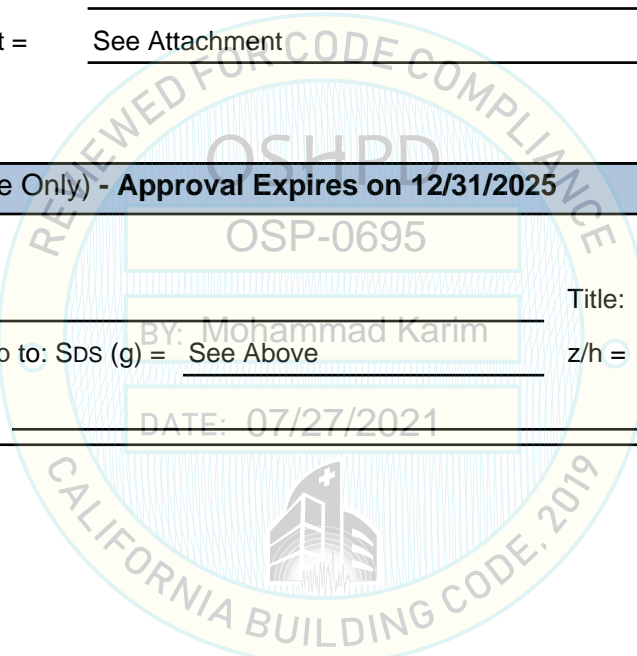 t = See Attachment
REVIEWED FOR CODE COMPLIANCE
OSHPD
e Only) - Approval Expires on 12/31/2025
OSP-0695
Title:
BY: Mohammad Karim
o to: SDS (g) = See Above z/h =
DATE: 07/27/2021
CALIFORNIA BUILDING CODE, 2019